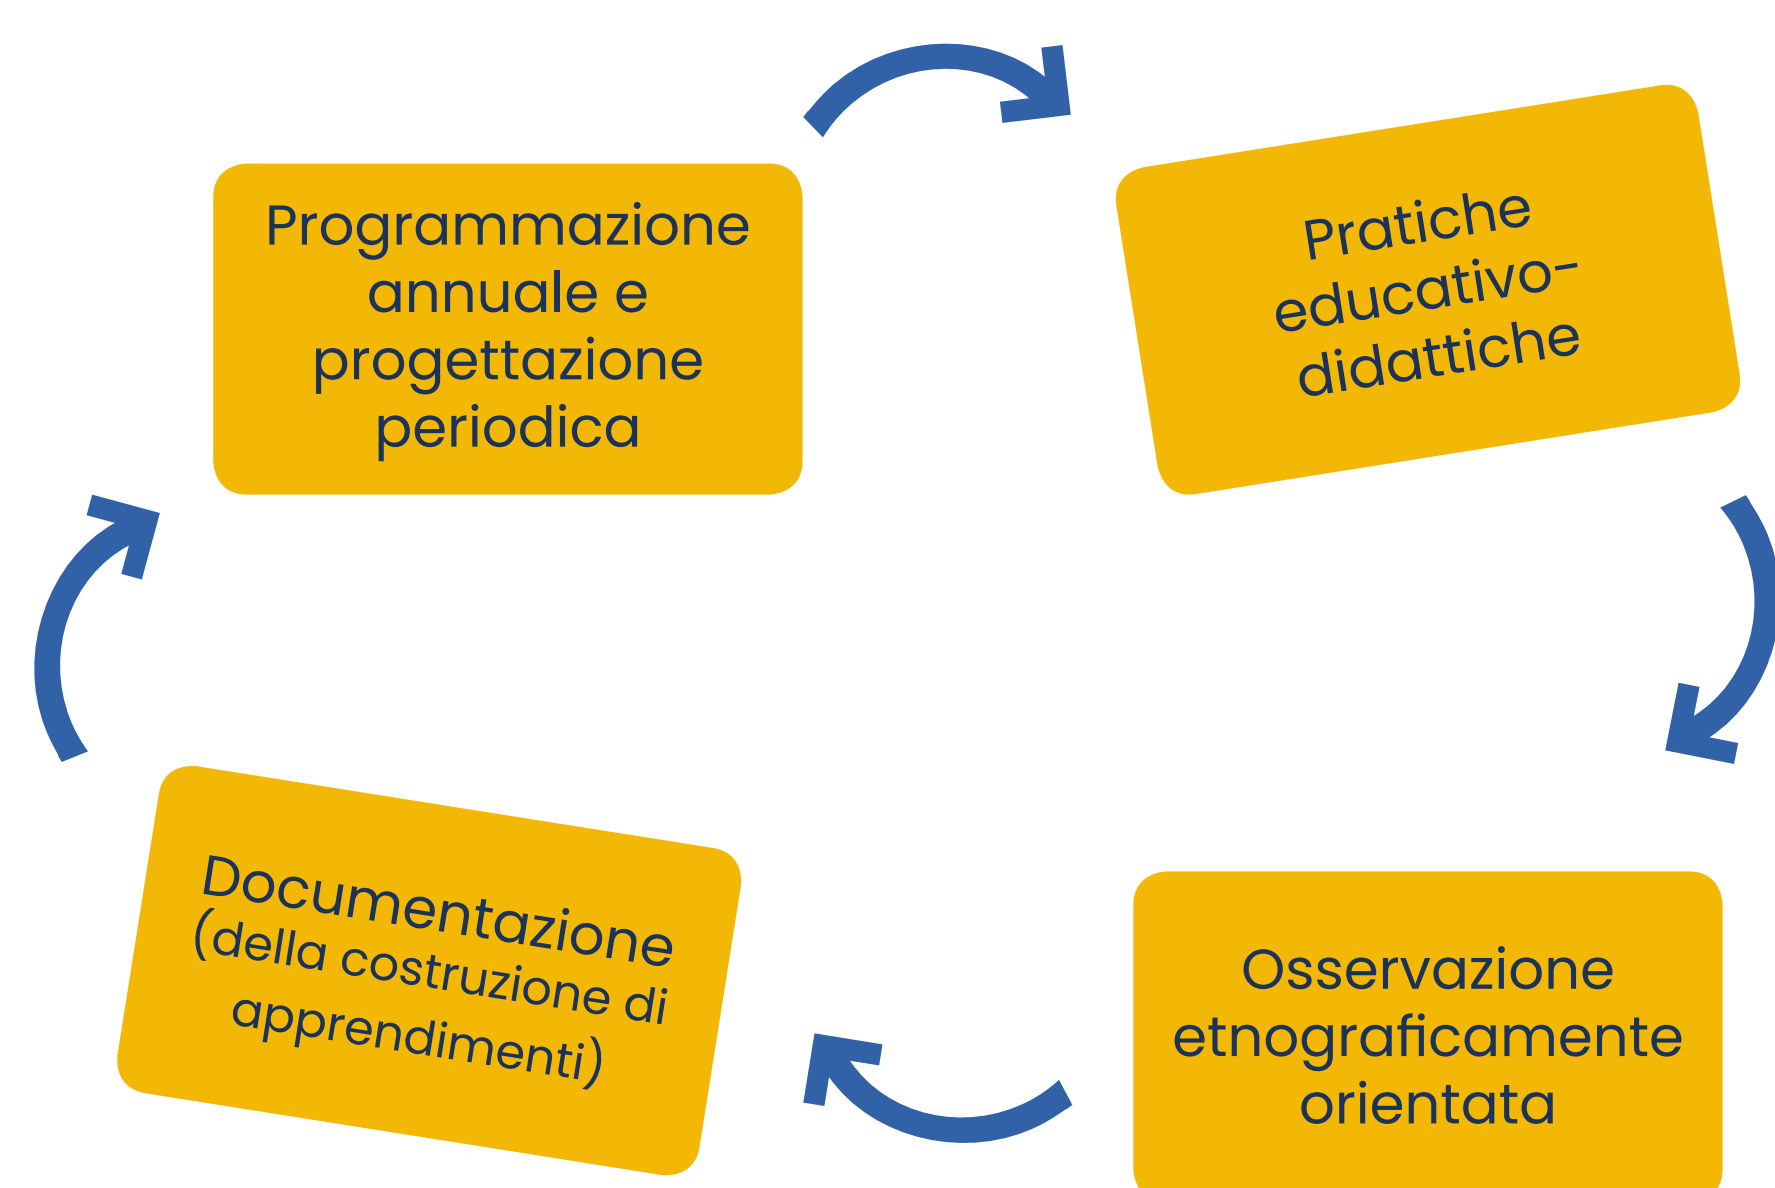 Programmazione
annuale e
progettazione
periodica
Pratiche
educativo-
didattiche
Osservazione
etnograficamente
orientata
Documentazione
(della costruzione di
apprendimenti)